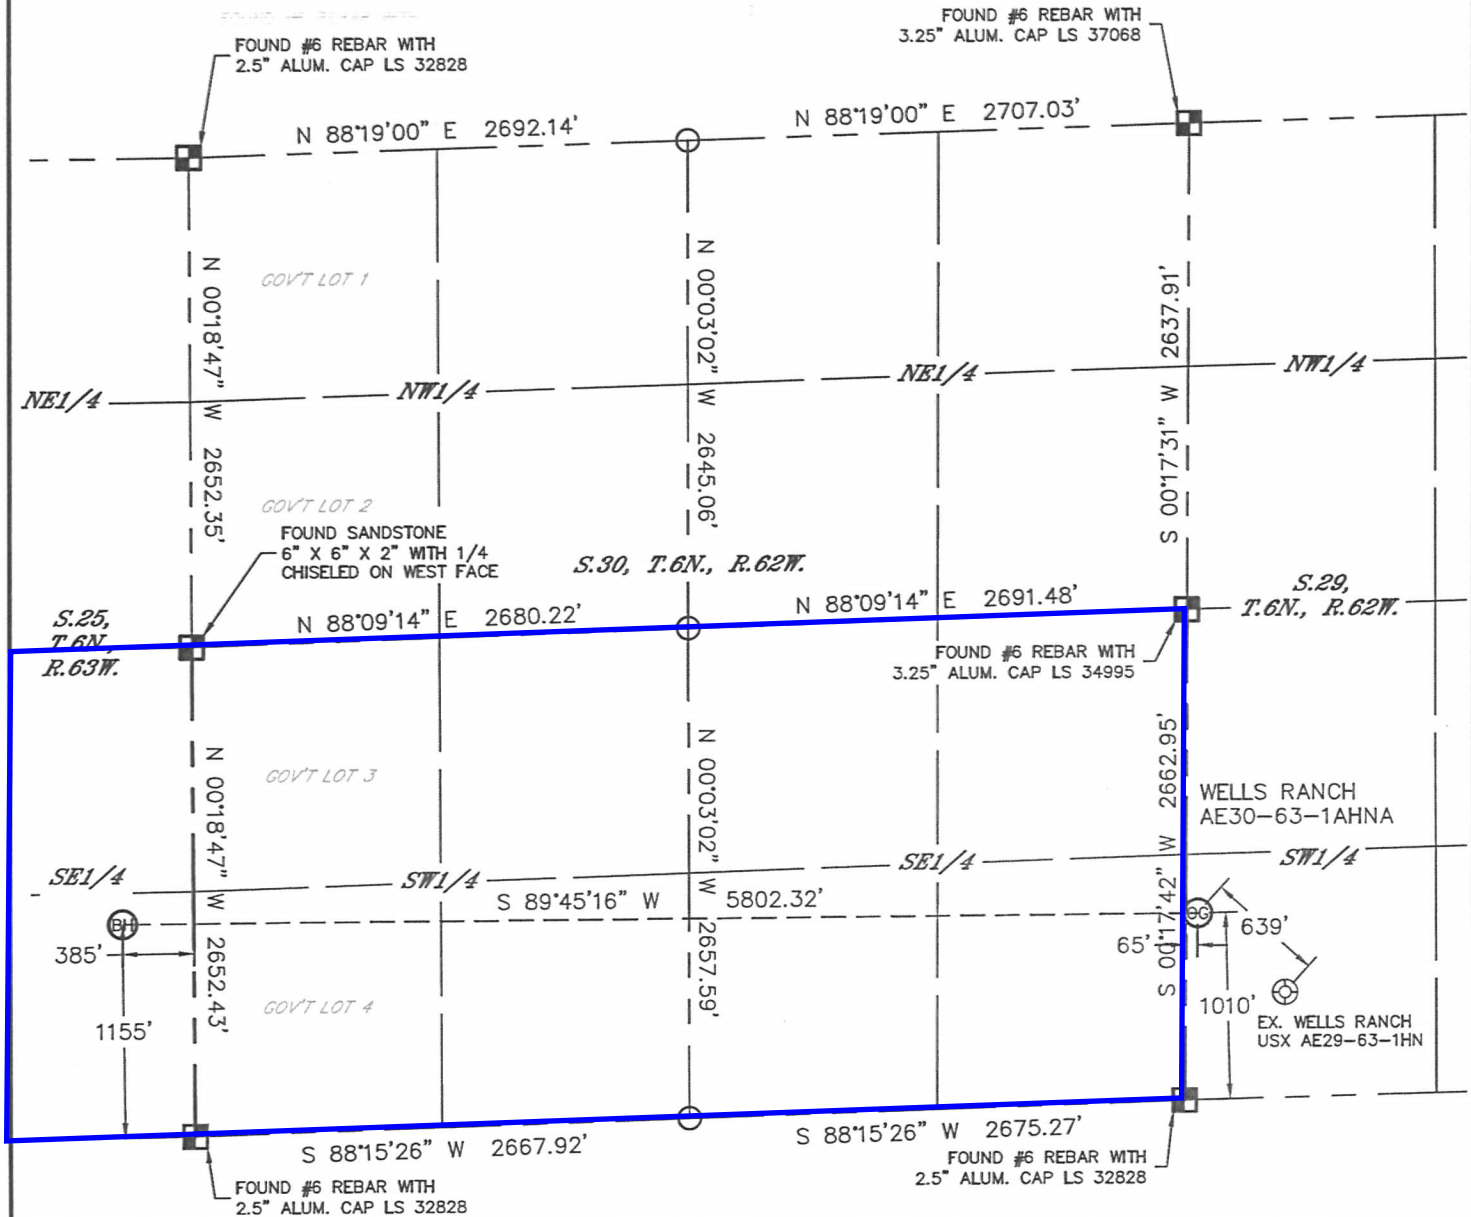 FOUND #6 REBAR WITH
3.25" ALUM. CAP LS 37068
FOUND #6 REBAR WITH
2.5" ALUM. CAP LS 32828
N 88°19'00" E 2692.14'
N 88°19'00" E 2707.03'
N 00°18'47" W 2652.35'
GOV'T LOT 1
N 00°03'02" W 2645.06'
S 00°17'31" W 2637.91'
NE1/4
NW1/4
NE1/4
NW1/4
GOV'T LOT 2
FOUND SANDSTONE
6" X 6" X 2" WITH 1/4
CHISELED ON WEST FACE
S.30, T.6N., R.62W.
S.29,
T.6N., R.62W.
S.25,
T.6N.,
R.63W.
N 88°09'14" E 2680.22'
N 88°09'14" E 2691.48'
FOUND #6 REBAR WITH
3.25" ALUM. CAP LS 34995
N 00°18'47" W 2652.43'
GOV'T LOT 3
N 00°03'02" W 2657.59'
S 00°17'42" W 2662.95'
WELLS RANCH
AE30-63-1AHNA
SE1/4
SW1/4
SE1/4
SW1/4
S 89°45'16" W 5802.32'
BH
OG
385'
65'
639'
1155'
GOV'T LOT 4
1010'
EX. WELLS RANCH
USX AE29-63-1HN
S 88°15'26" W 2667.92'
S 88°15'26" W 2675.27'
FOUND #6 REBAR WITH
2.5" ALUM. CAP LS 32828
FOUND #6 REBAR WITH
2.5" ALUM. CAP LS 32828